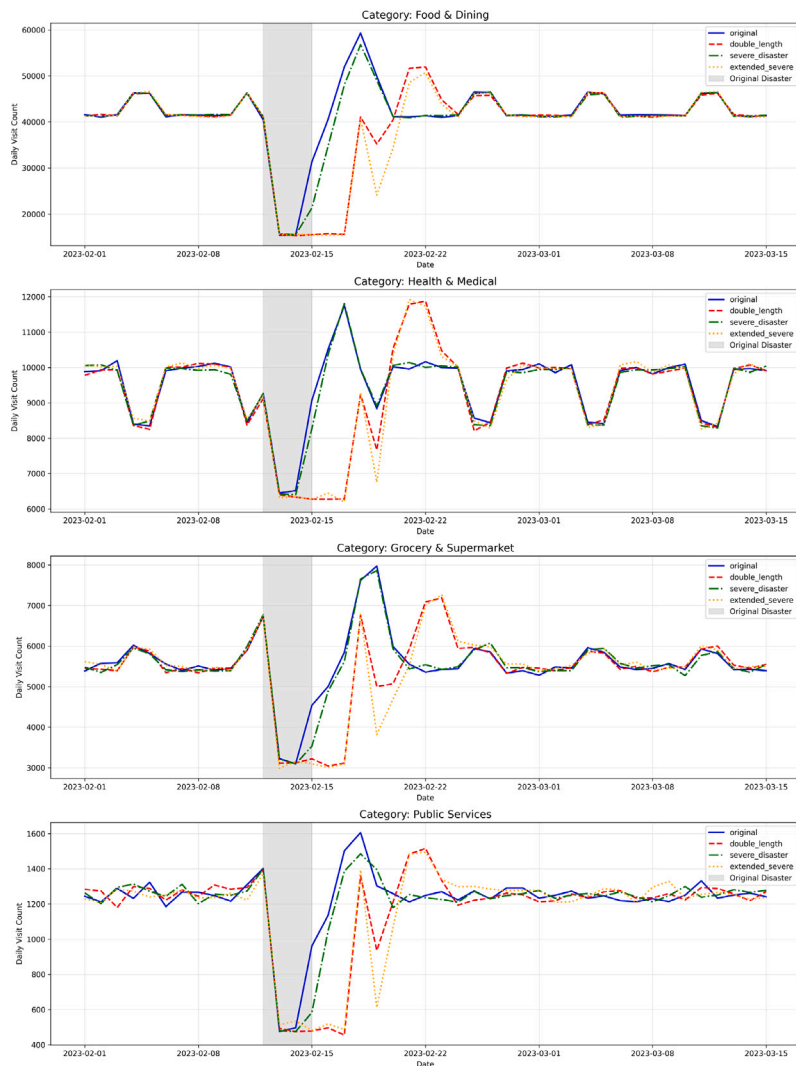 Category: Food & Dining
60000
50000
40000
30000
20000
Daily Visit Count
original
double_length
severe_disaster
extended_severe
Original Disaster
2023-02-01
2023-02-08
2023-02-15
2023-02-22
2023-03-01
2023-03-08
2023-03-15
Date
Category: Health & Medical
12000
11000
10000
9000
8000
7000
6000
Daily Visit Count
original
double_length
severe_disaster
extended_severe
Original Disaster
2023-02-01
2023-02-08
2023-02-15
2023-02-22
2023-03-01
2023-03-08
2023-03-15
Date
Category: Grocery & Supermarket
8000
7000
6000
5000
4000
3000
Daily Visit Count
original
double_length
severe_disaster
extended_severe
Original Disaster
2023-02-01
2023-02-08
2023-02-15
2023-02-22
2023-03-01
2023-03-08
2023-03-15
Date
Category: Public Services
1600
1400
1200
1000
800
600
400
Daily Visit Count
original
double_length
severe_disaster
extended_severe
Original Disaster
2023-02-01
2023-02-08
2023-02-15
2023-02-22
2023-03-01
2023-03-08
2023-03-15
Date